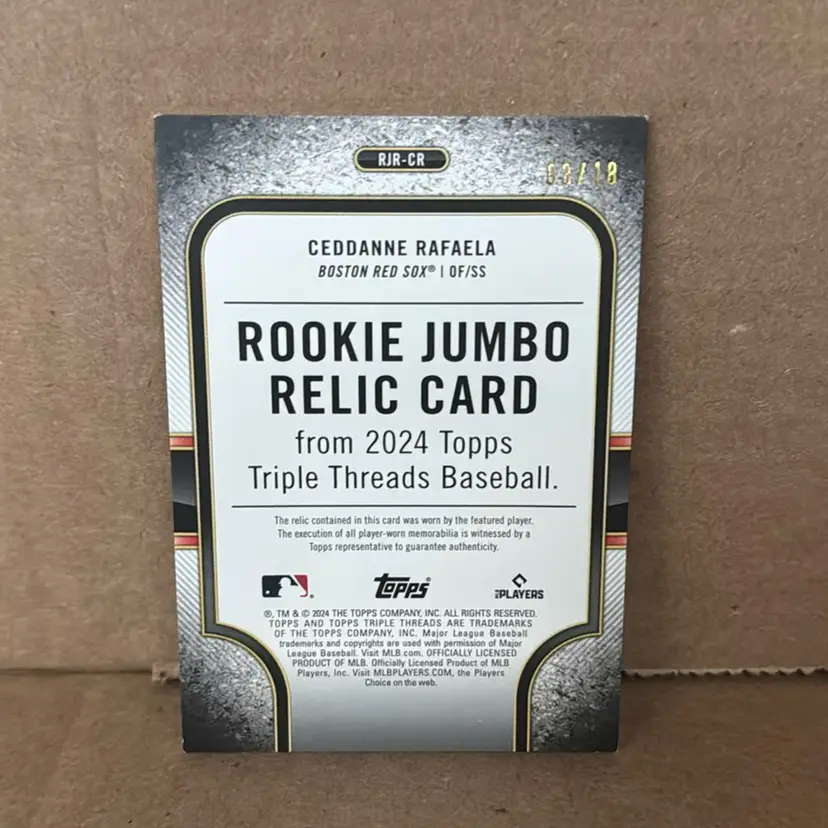 RJR-CR
CEDDANNE RAFAELA
BOSTON RED SOX® | OF/SS
ROOKIE JUMBO
RELIC CARD
from 2024 Topps
Triple Threads Baseball.
The relic contained in this card was worn by the featured player.
The execution of all player-worn memorabilia is witnessed by a
Topps representative to guarantee authenticity.
topps®
PLAYERS
®, TM & © 2024 THE TOPPS COMPANY, INC. ALL RIGHTS RESERVED.
TOPPS AND TOPPS TRIPLE THREADS ARE TRADEMARKS
OF THE TOPPS COMPANY, INC. Major League Baseball
trademarks and copyrights are used with permission of Major
League Baseball. Visit MLB.com. OFFICIALLY LICENSED
PRODUCT OF MLB. Officially Licensed Product of MLB
Players, Inc. Visit MLBPLAYERS.COM, the Players
Choice on the web.